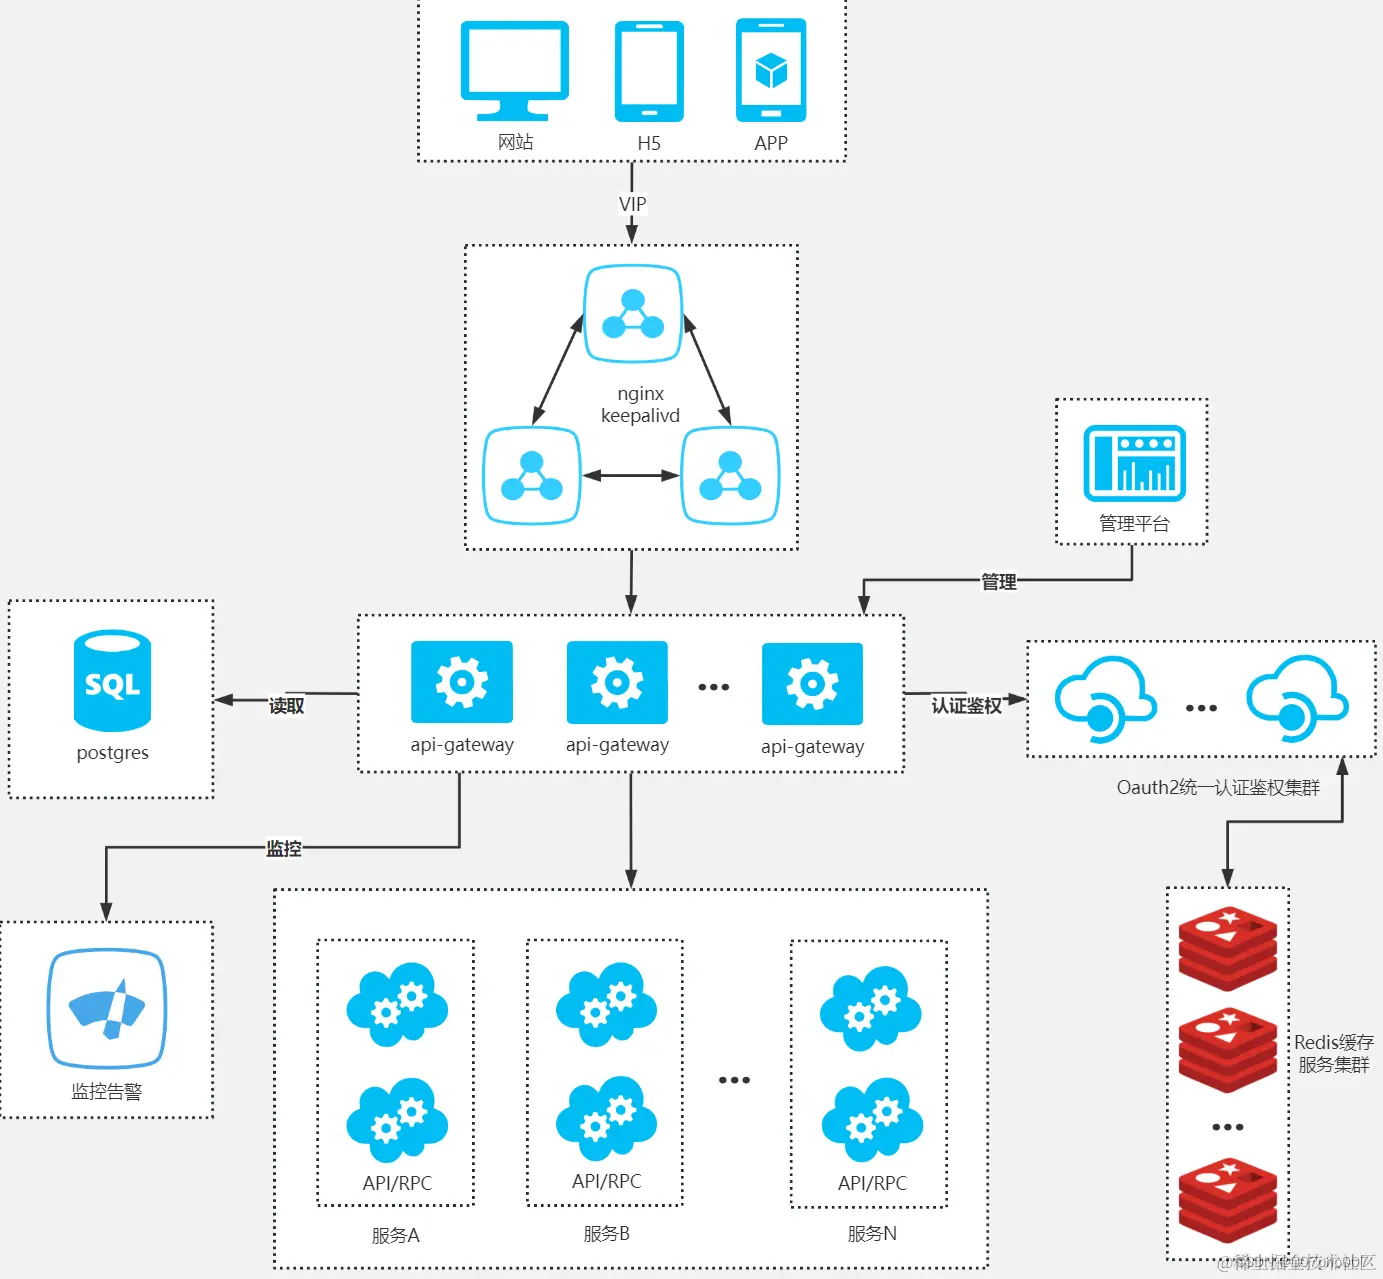 网站
H5
APP
VIP
nginx
keepalivd
管理平台
管理
SQL
postgres
读取
api-gateway
api-gateway
...
api-gateway
认证鉴权
...
Oauth2统一认证鉴权集群
监控
监控告警
API/RPC
服务A
API/RPC
服务B
...
API/RPC
服务N
Redis缓存
服务集群
...
@稀土掘金技术社区